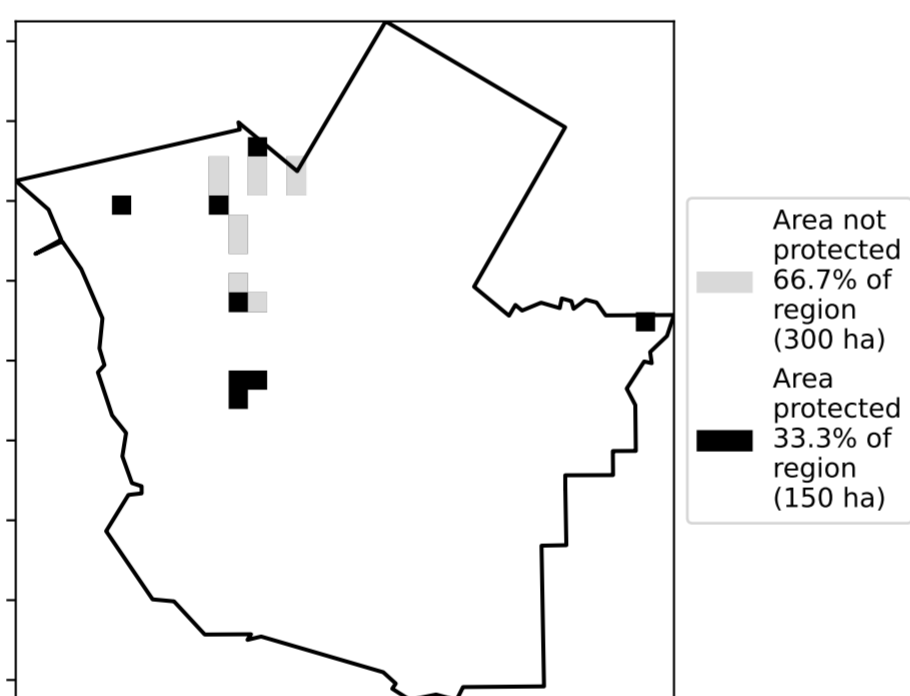 Area not
protected
66.7% of
region
(300 ha)
Area
protected
33.3% of
region
(150 ha)